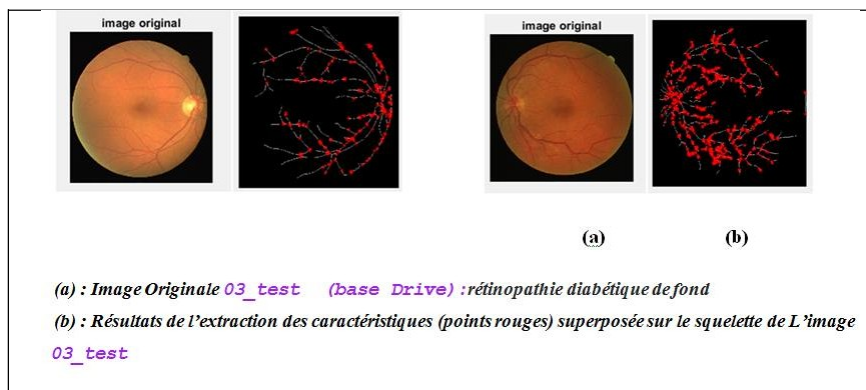 image original
image original
(a) (b)
(a) : Image Originale 03_test (base Drive) :rétinopathie diabétique de fond
(b) : Résultats de l'extraction des caractéristiques (points rouges) superposée sur le squelette de L'image
03_test